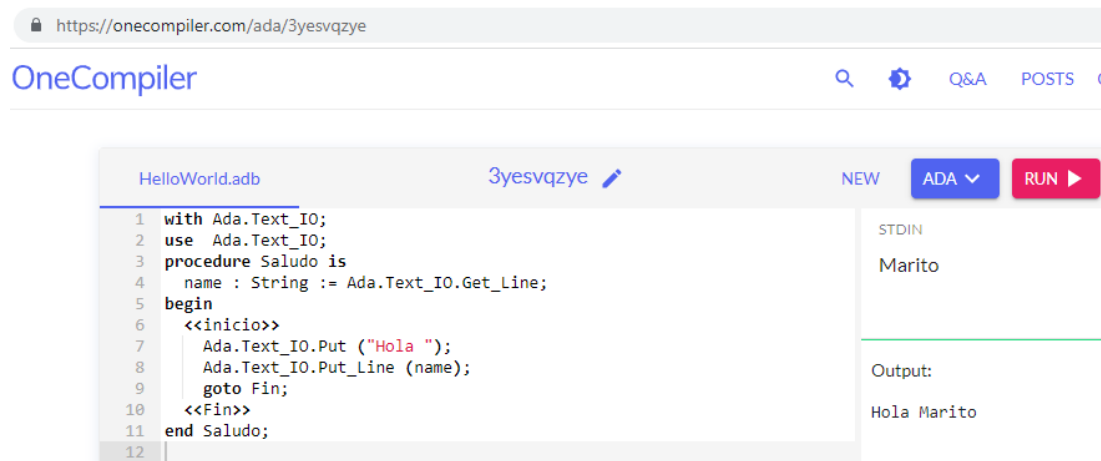 https://onecompiler.com/ada/3yesvqzye
OneCompiler
Q&A
POSTS
HelloWorld.adb
3yesvqzye
NEW
ADA
RUN
1 with Ada.Text_IO;
2 use  Ada.Text_IO;
3 procedure Saludo is
4   name : String := Ada.Text_IO.Get_Line;
5 begin
6   <<inicio>>
7     Ada.Text_IO.Put ("Hola ");
8     Ada.Text_IO.Put_Line (name);
9     goto Fin;
10   <<Fin>>
11 end Saludo;
12
STDIN
Marito
Output:
Hola Marito